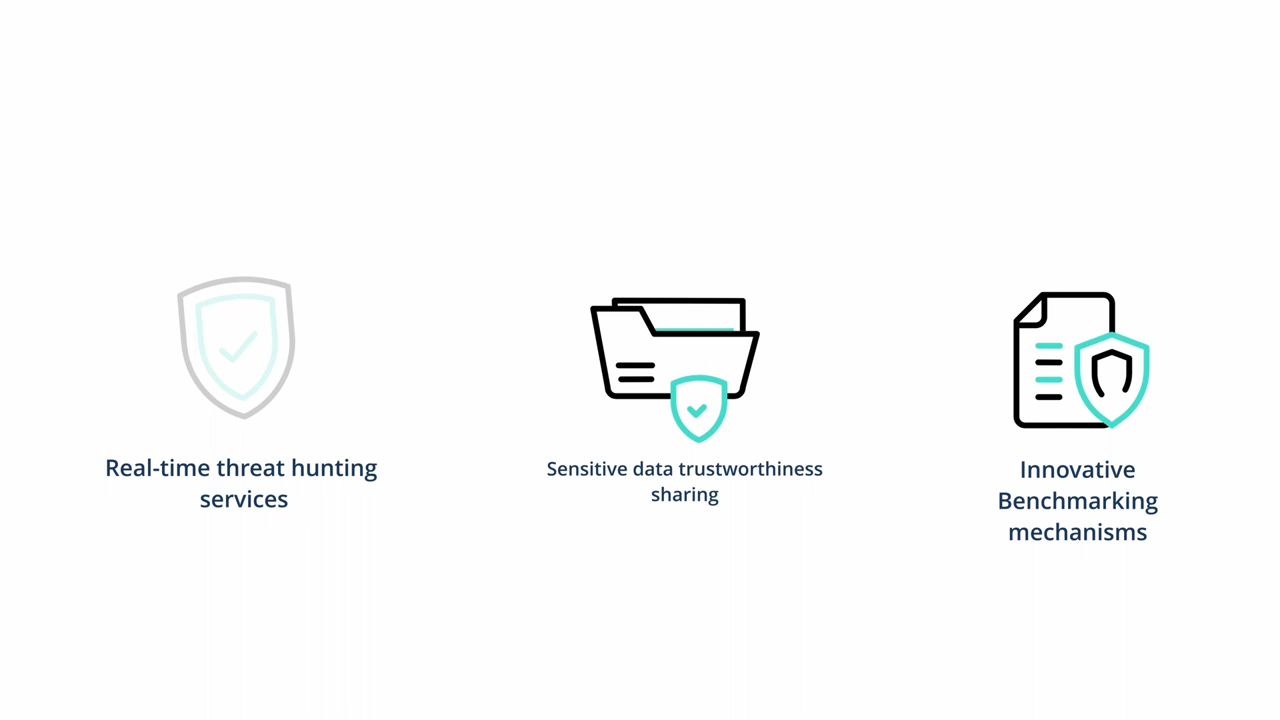 Real-time threat hunting
services
Sensitive data trustworthiness
sharing
Innovative
Benchmarking
mechanisms